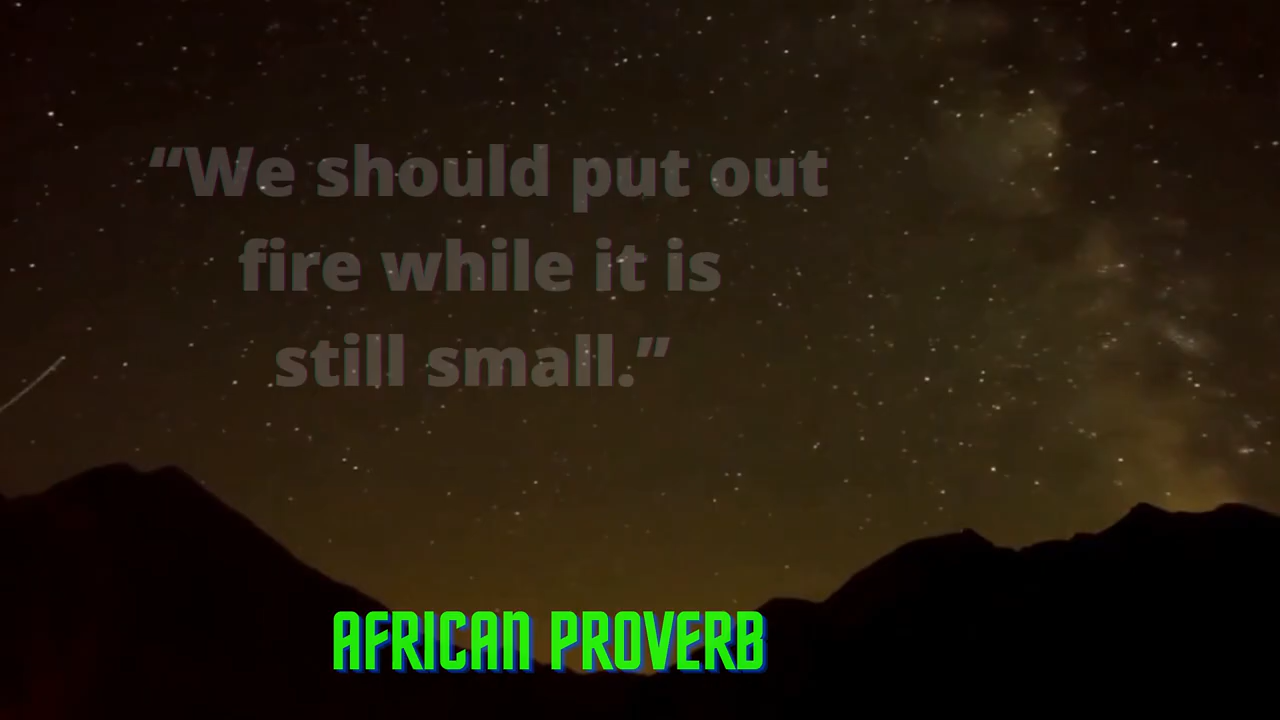 “We should put out
fire while it is
still small.”
AFRICAN PROVERB